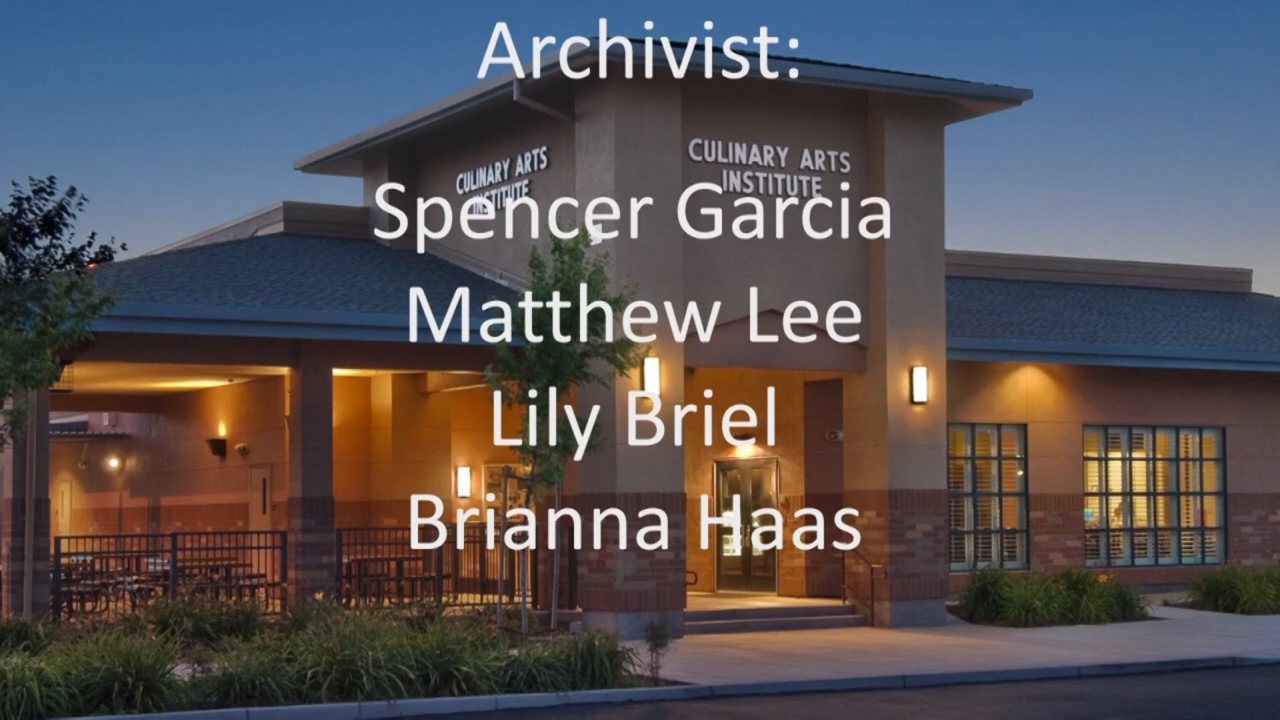 Archivist:
CULINARY ARTS
INSTITUTE
CULINARY ARTS
INSTITUTE
Spencer Garcia
Matthew Lee
Lily Briel
Brianna Haas